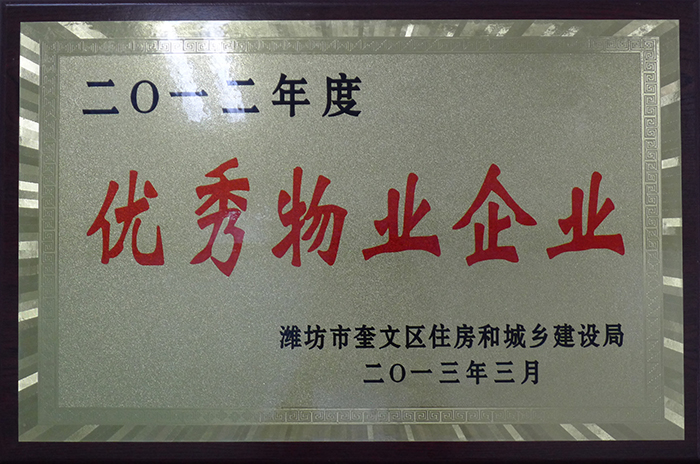 二〇一二年度
优秀物业企业
潍坊市奎文区住房和城乡建设局
二〇一三年三月